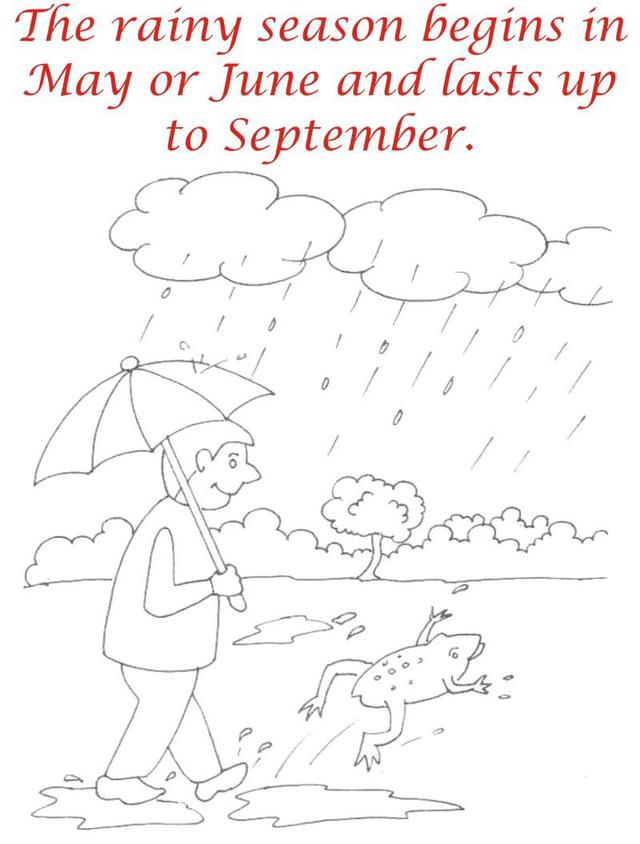 The rainy season begins in
May or June and lasts up
to September.